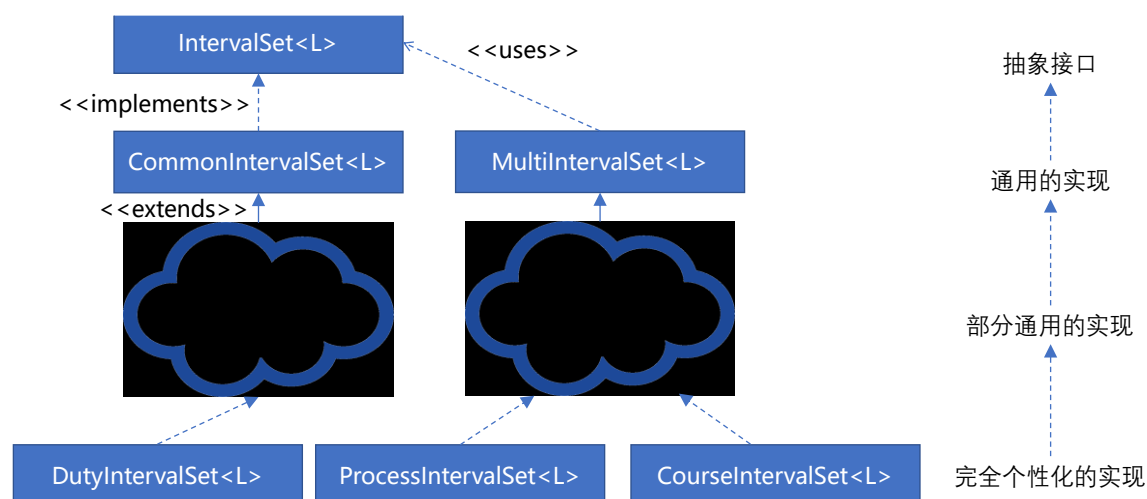 IntervalSet<L>
<<uses>>
抽象接口
<<implements>>
CommonIntervalSet<L>
MultiIntervalSet<L>
通用的实现
<<extends>>
部分通用的实现
DutyIntervalSet<L>
ProcessIntervalSet<L>
CourseIntervalSet<L>
完全个性化的实现